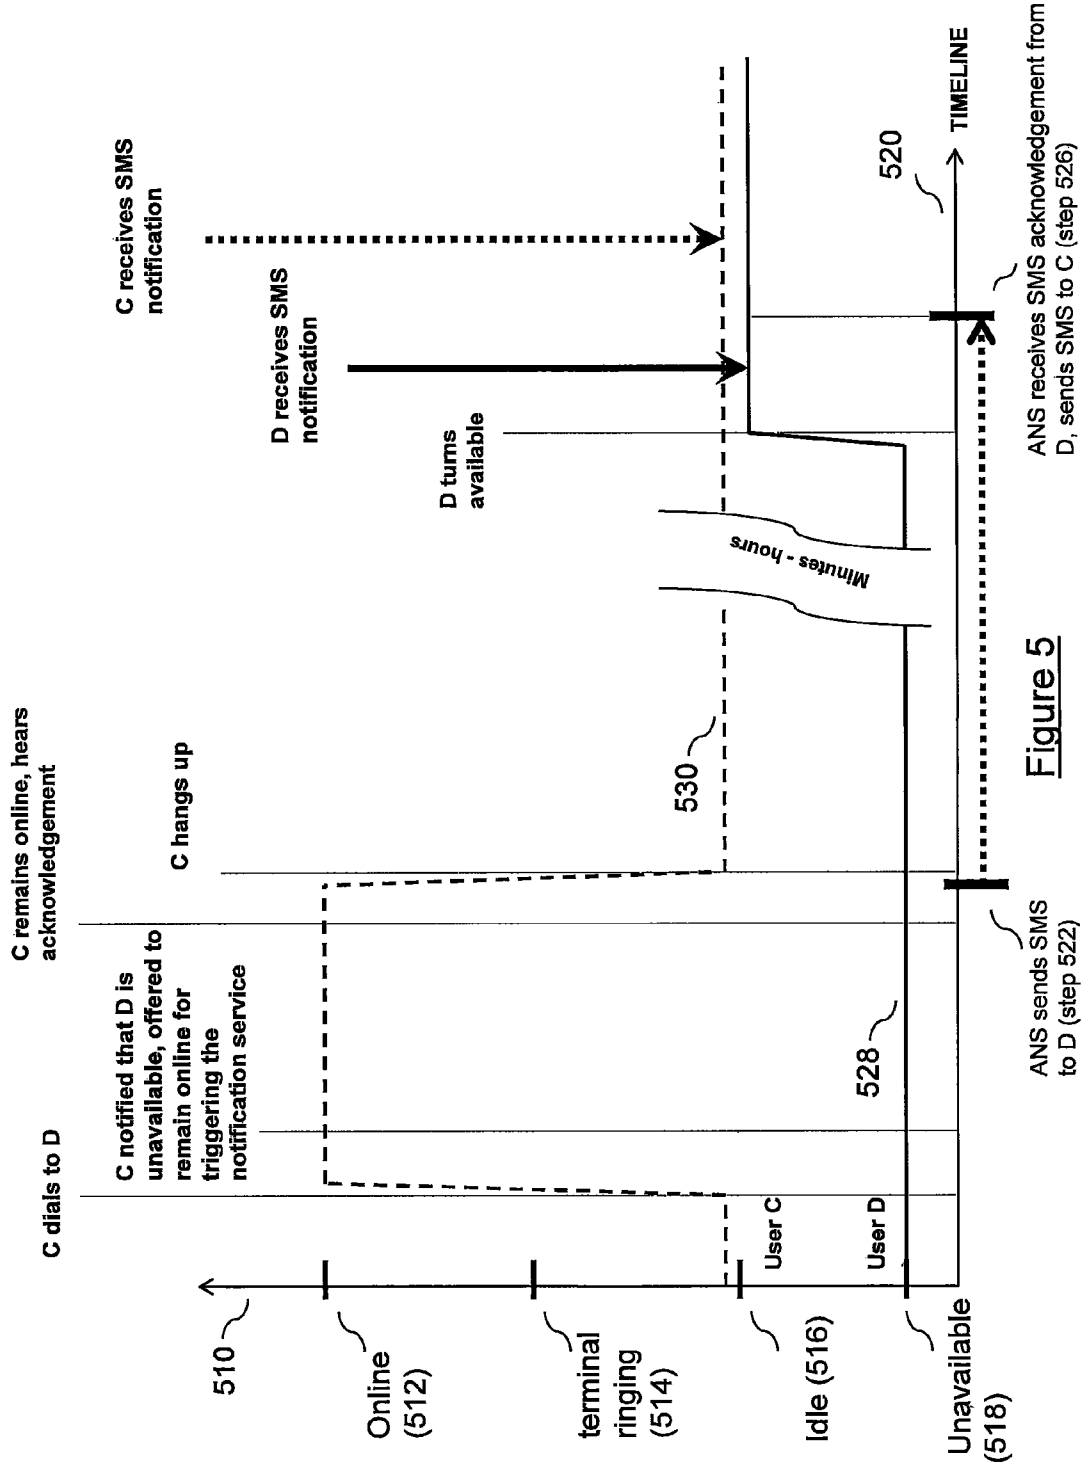 C dials to D
C remains online, hears
acknowledgement
C notified that D is
unavailable, offered to
remain online for
triggering the
notification service
C hangs up
C receives SMS
notification
D receives SMS
notification
D turns
available
510
Online
(512)
terminal
ringing
(514)
Idle (516)
Unavailable
(518)
User C
User D
530
528
Minutes - hours
520
TIMELINE
ANS sends SMS
to D (step 522)
ANS receives SMS acknowledgement from
D, sends SMS to C (step 526)
Figure 5